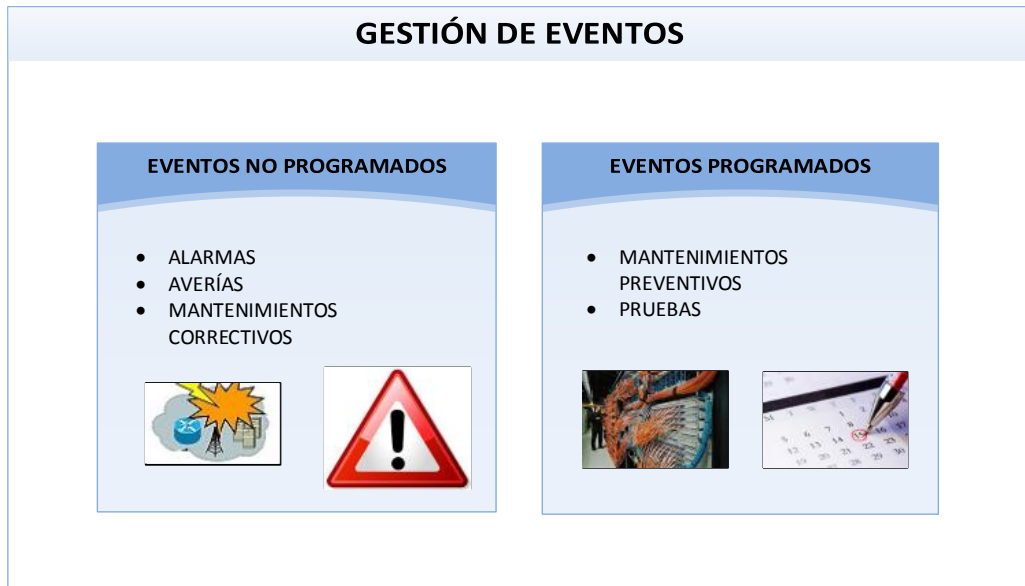 GESTIÓN DE EVENTOS
EVENTOS NO PROGRAMADOS
• ALARMAS
• AVERÍAS
• MANTENIMIENTOS
CORRECTIVOS
EVENTOS PROGRAMADOS
• MANTENIMIENTOS
PREVENTIVOS
• PRUEBAS